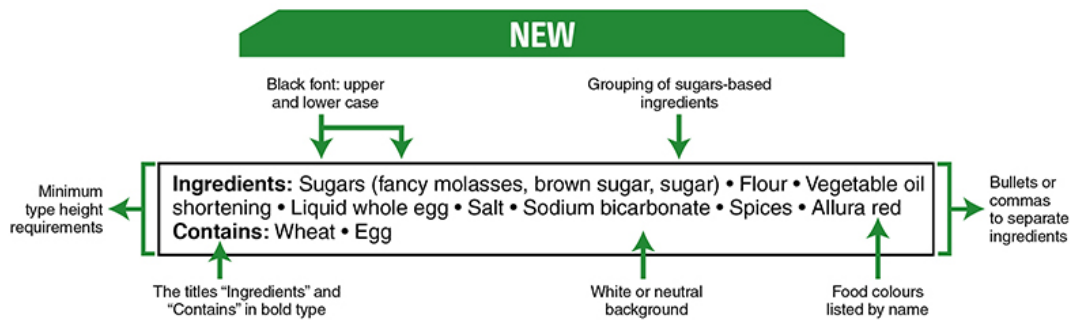 NEW
Black font: upper
and lower case
Grouping of sugars-based
ingredients
Minimum
type height
requirements
Ingredients: Sugars (fancy molasses, brown sugar, sugar) • Flour • Vegetable oil
shortening • Liquid whole egg • Salt • Sodium bicarbonate • Spices • Allura red
Contains: Wheat • Egg
Bullets or
commas
to separate
ingredients
The titles “Ingredients” and
“Contains” in bold type
White or neutral
background
Food colours
listed by name